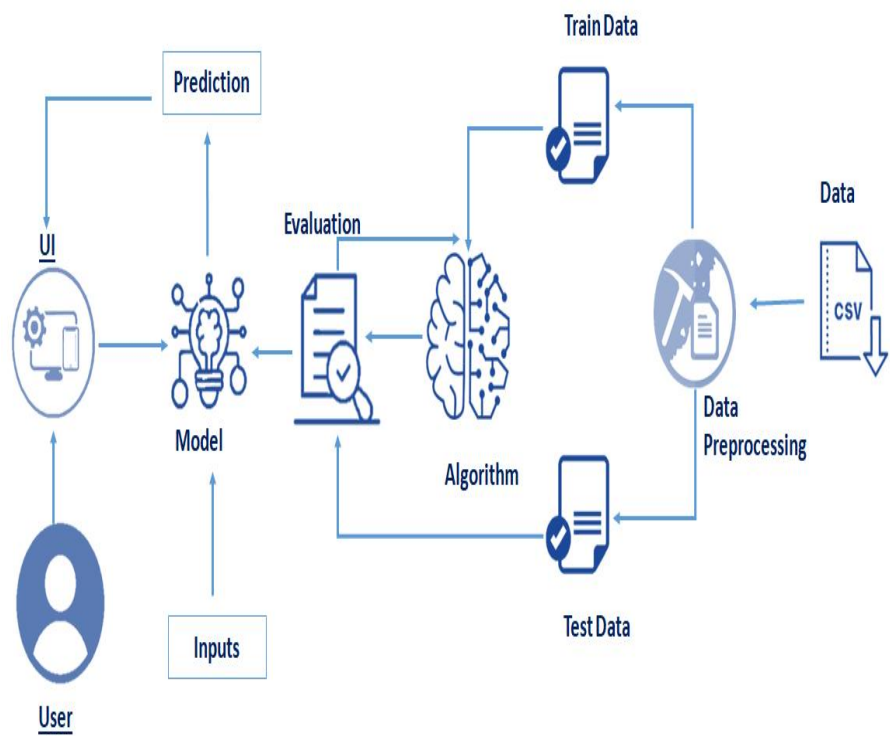 Train Data
Prediction
Data
UI
Evaluation
CSV
Model
Data
Preprocessing
Algorithm
Inputs
Test Data
User